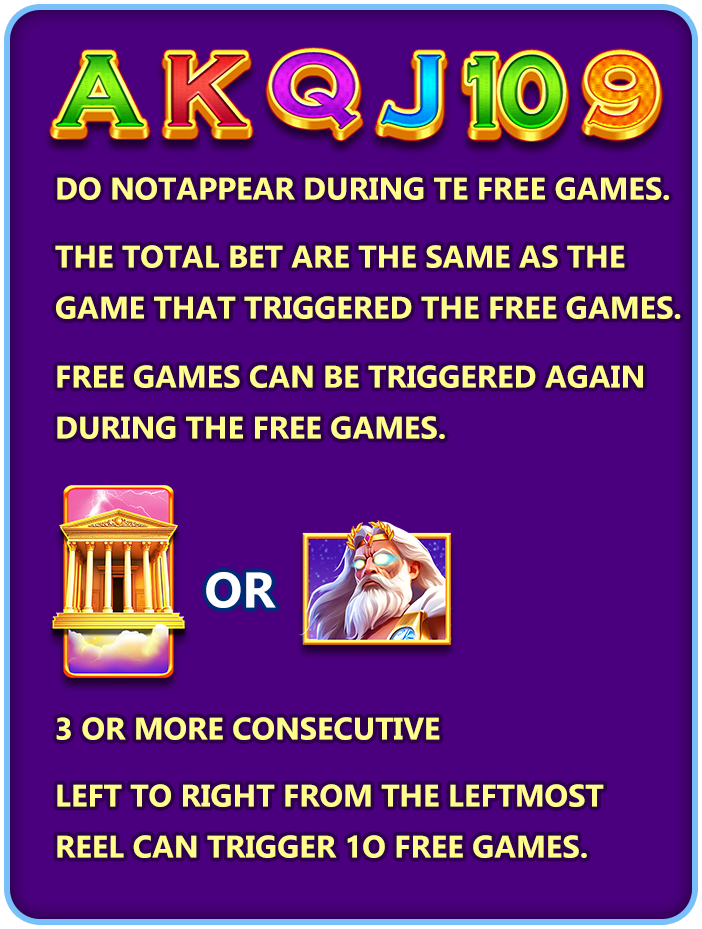 A K Q J 10 9
DO NOTAPPEAR DURING TE FREE GAMES.
THE TOTAL BET ARE THE SAME AS THE
GAME THAT TRIGGERED THE FREE GAMES.
FREE GAMES CAN BE TRIGGERED AGAIN
DURING THE FREE GAMES.
OR
3 OR MORE CONSECUTIVE
LEFT TO RIGHT FROM THE LEFTMOST
REEL CAN TRIGGER 1O FREE GAMES.